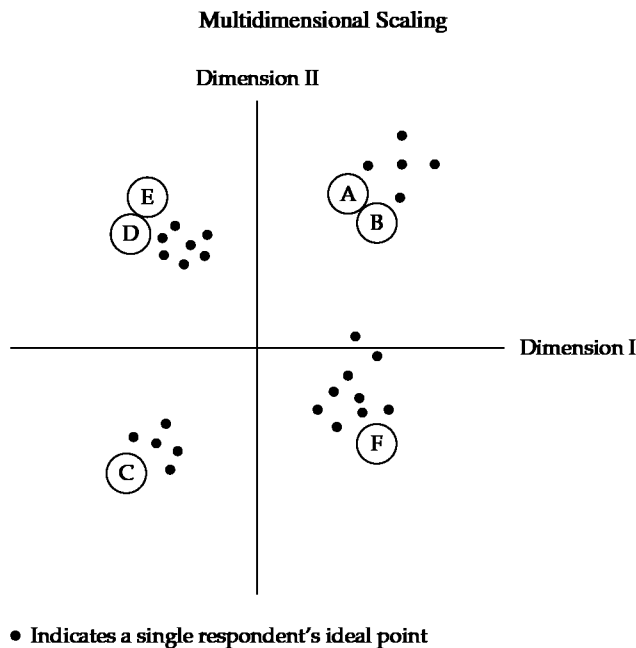 Multidimensional Scaling
Dimension II
E
A
D
B
Dimension I
F
C
Indicates a single respondent's ideal point